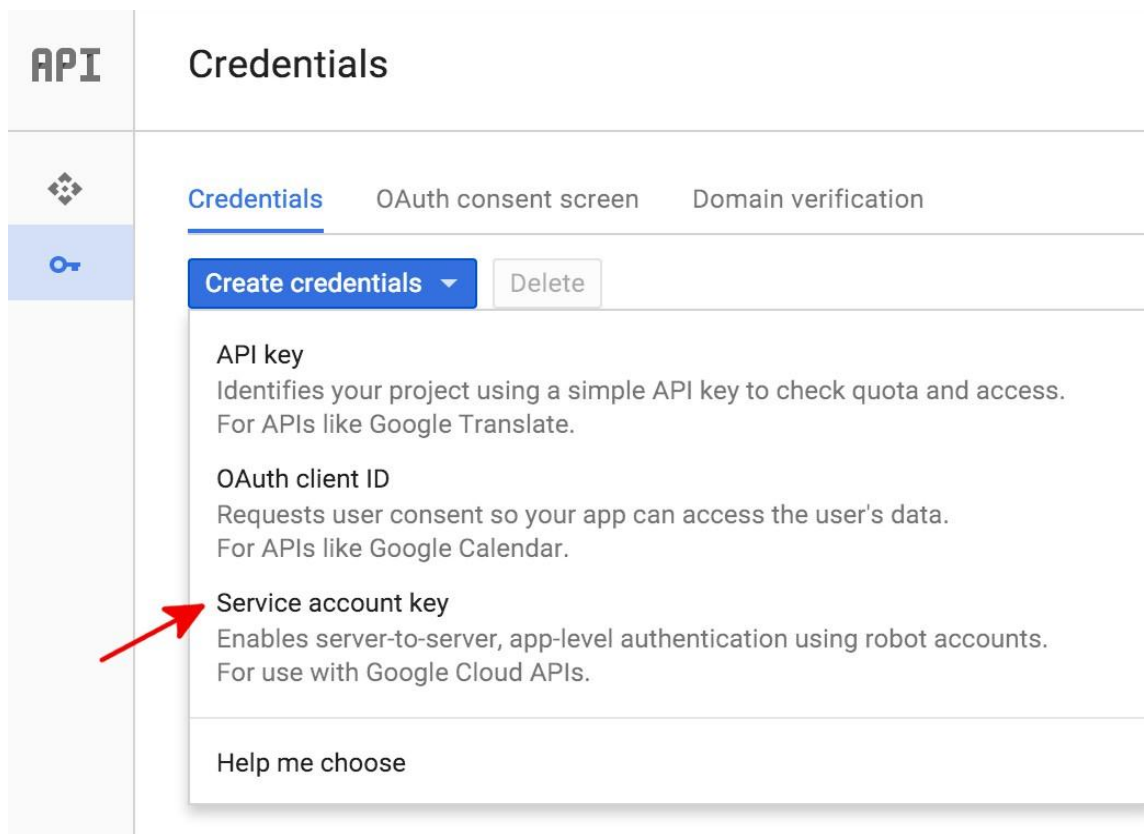 API
Credentials
Credentials OAuth consent screen Domain verification
Create credentials Delete
API key
Identifies your project using a simple API key to check quota and access.
For APIs like Google Translate.
OAuth client ID
Requests user consent so your app can access the user's data.
For APIs like Google Calendar.
Service account key
Enables server-to-server, app-level authentication using robot accounts.
For use with Google Cloud APIs.
Help me choose